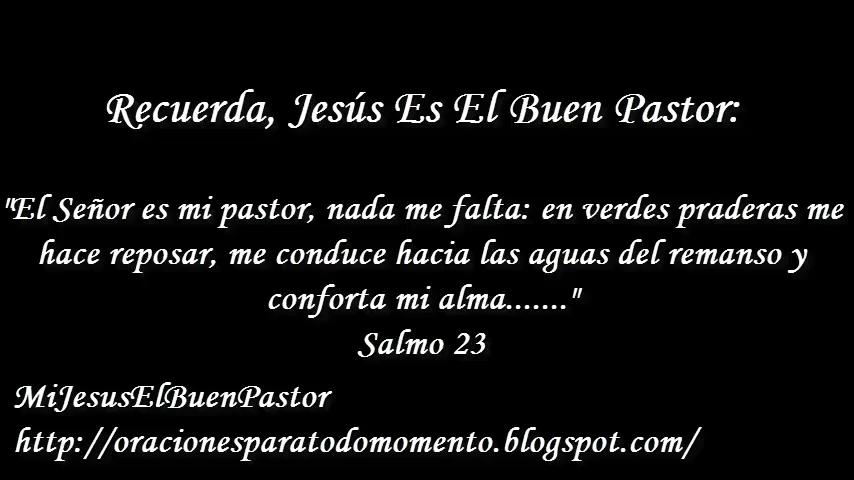 Recuerda, Jesús Es El Buen Pastor:
"El Señor es mi pastor, nada me falta: en verdes praderas me
hace reposar, me conduce hacia las aguas del remanso y
conforta mi alma......."
Salmo 23
MiJesusElBuenPastor
http://oracionesparatodomomento.blogspot.com/